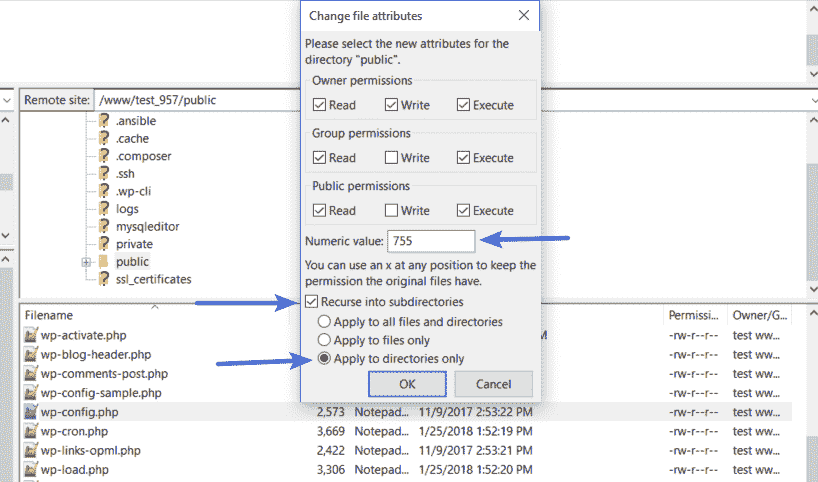 Change file attributes
Please select the new attributes for the
directory "public".
Owner permissions
Read Write Execute
Group permissions
Read Write Execute
Public permissions
Read Write Execute
Numeric value: 755
You can use an x at any position to keep the
permission the original files have.
Recurse into subdirectories
Apply to all files and directories
Apply to files only
Apply to directories only
OK Cancel
Remote site: /www/test_957/public
.ansible
.cache
.composer
.ssh
.wp-cli
logs
mysqleditor
private
public
ssl_certificates
Filename Permissi... Owner/G...
wp-activate.php M -rw-r--r-- test ww...
wp-blog-header.php -rw-r--r-- test ww...
wp-comments-post.php -rw-r--r-- test ww...
wp-config-sample.php -rw-r--r-- test ww...
wp-config.php 2,573 Notepad... 11/9/2017 2:53:22 PM -rw-r--r-- test ww...
wp-cron.php 3,669 Notepad... 1/25/2018 1:52:19 PM -rw-r--r-- test ww...
wp-links-opml.php 2,422 Notepad... 11/9/2017 2:53:21 PM -rw-r--r-- test ww...
wp-load.php 3,306 Notepad... 1/25/2018 1:52:20 PM -rw-r--r-- test ww...